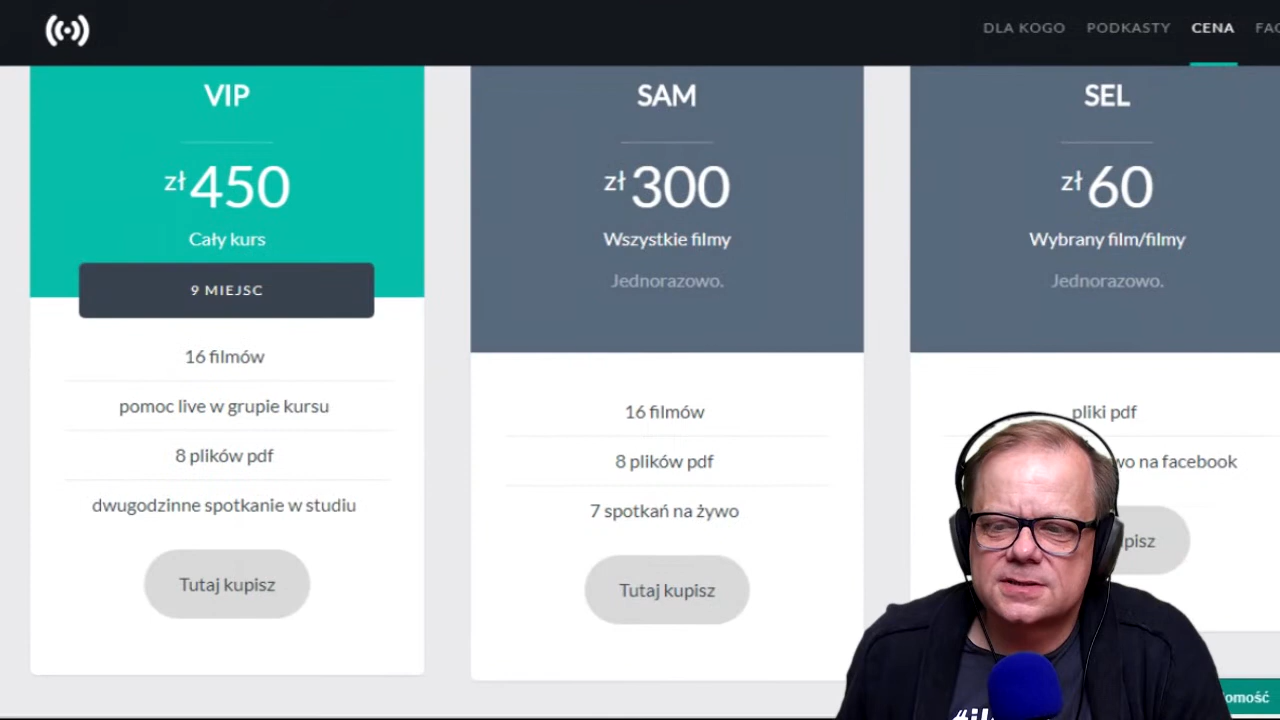 DLA KOGO PODKASTY CENA
VIP
zł 450
Cały kurs
9 MIEJSC
16 filmów
pomoc live w grupie kursu
8 plików pdf
dwugodzinne spotkanie w studiu
Tutaj kupisz
SAM
zł 300
Wszystkie filmy
Jednorazowo.
16 filmów
8 plików pdf
7 spotkań na żywo
Tutaj kupisz
SEL
zł 60
Wybrany film/filmy
Jednorazowo.
pliki pdf
na facebook